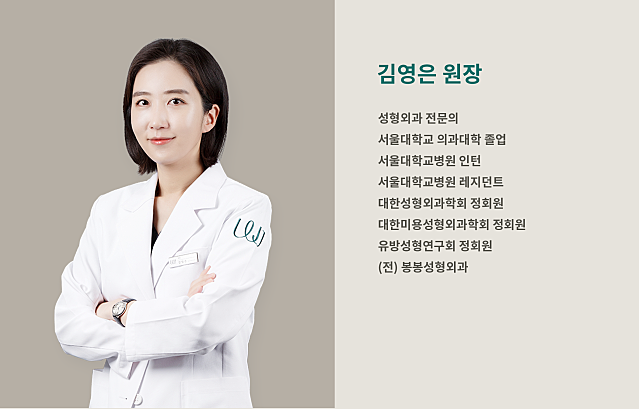 김영은 원장
성형외과 전문의
서울대학교 의과대학 졸업
서울대학교병원 인턴
서울대학교병원 레지던트
대한성형외과학회 정회원
대한미용성형외과학회 정회원
유방성형연구회 정회원
(전) 봉봉성형외과